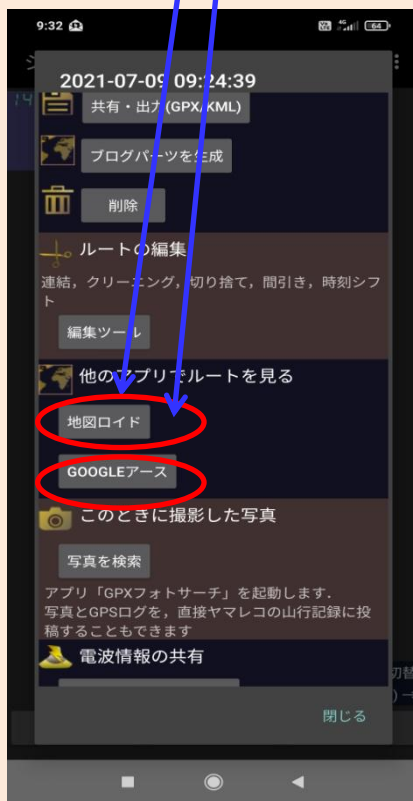 9:32
4G
64
2021-07-09 09:24:39
共有・出力(GPX/KML)
ブログパーツを生成
削除
ルートの編集
連結，クリーニング，切り捨て，間引き，時刻シフ
ト
編集ツール
他のアプリでルートを見る
地図ロイド
GOOGLEアース
このときに撮影した写真
写真を検索
アプリ「GPXフォトサーチ」を起動します．
写真とGPSログを，直接ヤマレコの山行記録に投
稿することもできます
電波情報の共有
切替
閉じる